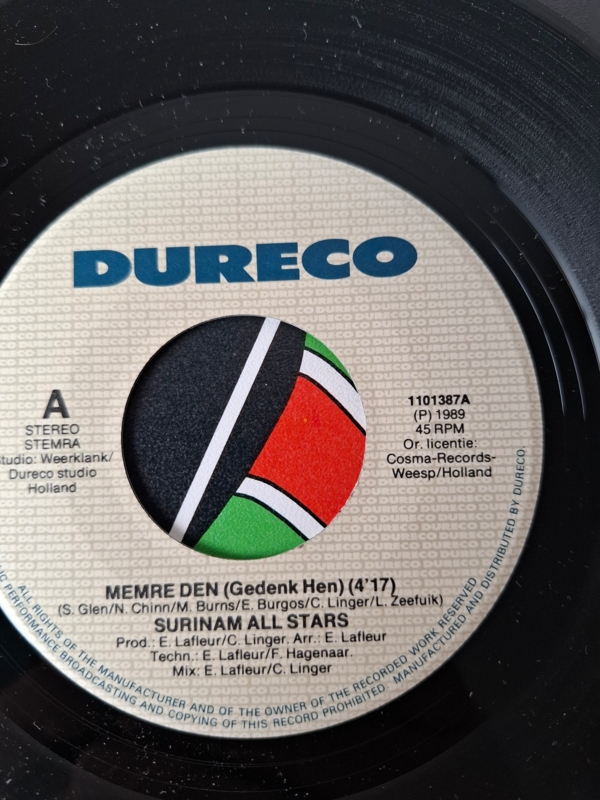 DURECO
A
STEREO
STEMRA
Studio: Weerklank/
Dureco studio
Holland
1101387A
(P) 1989
45 RPM
Or. licentie:
Cosma-Records-
Weesp/Holland
MEMRE DEN (Gedenk Hen) (4'17)
(S. Glen/N. Chinn/M. Burns/E. Burgos/C. Linger/L. Zeefuik)
SURINAM ALL STARS
Prod.: E. Lafleur/C. Linger. Arr.: E. Lafleur
Techn.: E. Lafleur/F. Hagenaar.
Mix: E. Lafleur/C. Linger
ALL RIGHTS OF THE MANUFACTURER AND OF THE OWNER OF THE RECORDED WORK RESERVED
PERFORMANCE BROADCASTING AND COPYING OF THIS RECORD PROHIBITED. MANUFACTURED AND DISTRIBUTED BY DURECO.